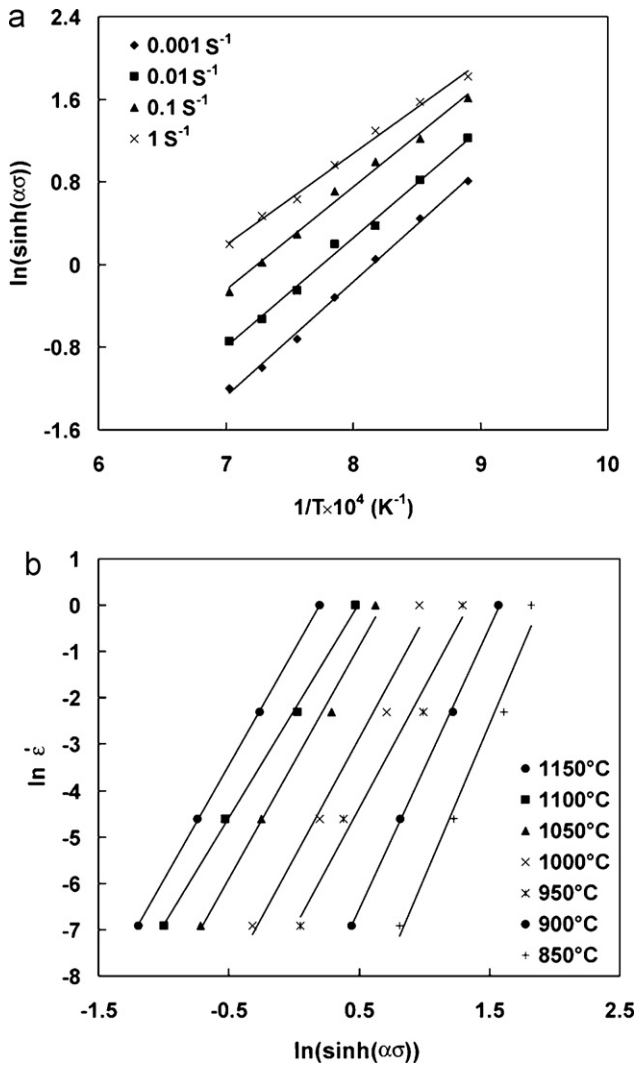 a
2.4
1.6
0.8
0
-0.8
-1.6
ln(sinh(ασ))
0.001 S⁻¹
0.01 S⁻¹
0.1 S⁻¹
1 S⁻¹
6 7 8 9 10
1/T×10⁴ (K⁻¹)
b
1
0
-1
-2
-3
-4
-5
-6
-7
-8
ln ε̇
1150°C
1100°C
1050°C
1000°C
950°C
900°C
850°C
-1.5 -0.5 0.5 1.5 2.5
ln(sinh(ασ))